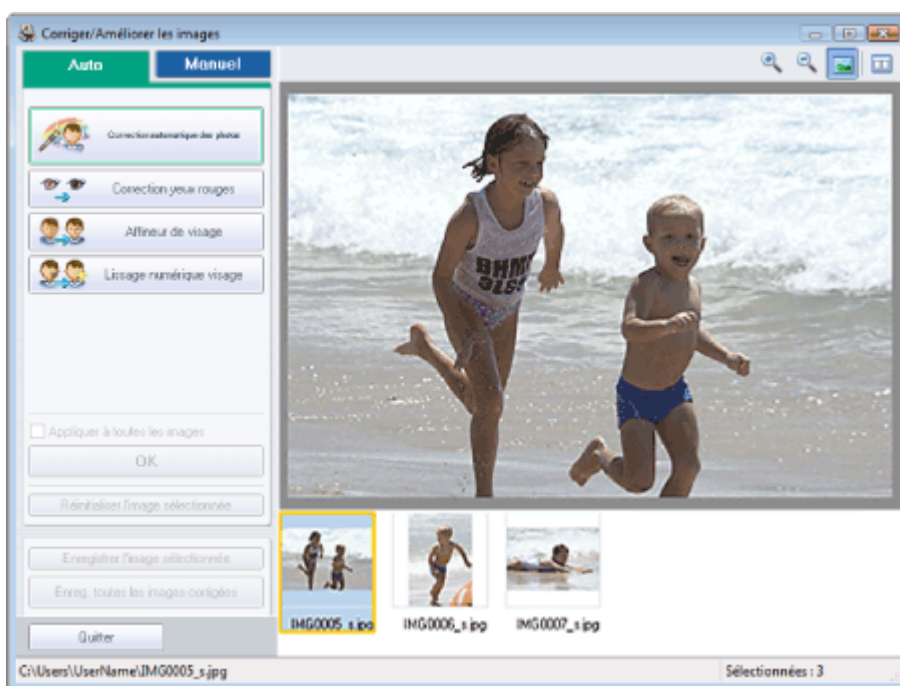 Corriger/Améliorer les images
Auto
Manuel
Correction automatique des photos
Correction yeux rouges
Affineur de visage
Lissage numérique visage
Appliquer à toutes les images
OK
Réinitialiser l'image sélectionnée
Enregistrer l'image sélectionnée
Enreg. toutes les images corrigées
Quitter
IMG0005_s.jpg
IMG0006_s.jpg
IMG0007_s.jpg
C:\Users\UserName\IMG0005_s.jpg
Sélectionnées : 3